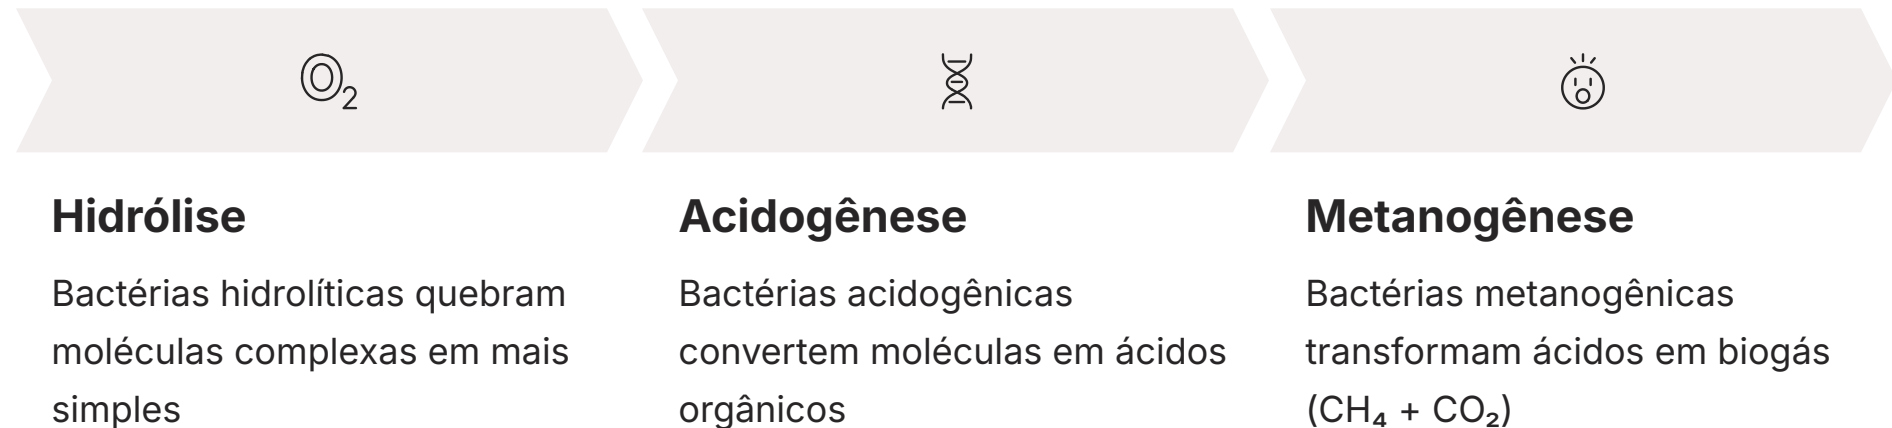 O2
Hidrólise
Bactérias hidrolíticas quebram
moléculas complexas em mais
simples
Acidogênese
Bactérias acidogênicas
convertem moléculas em ácidos
orgânicos
Metanogênese
Bactérias metanogênicas
transformam ácidos em biogás
(CH₄ + CO₂)